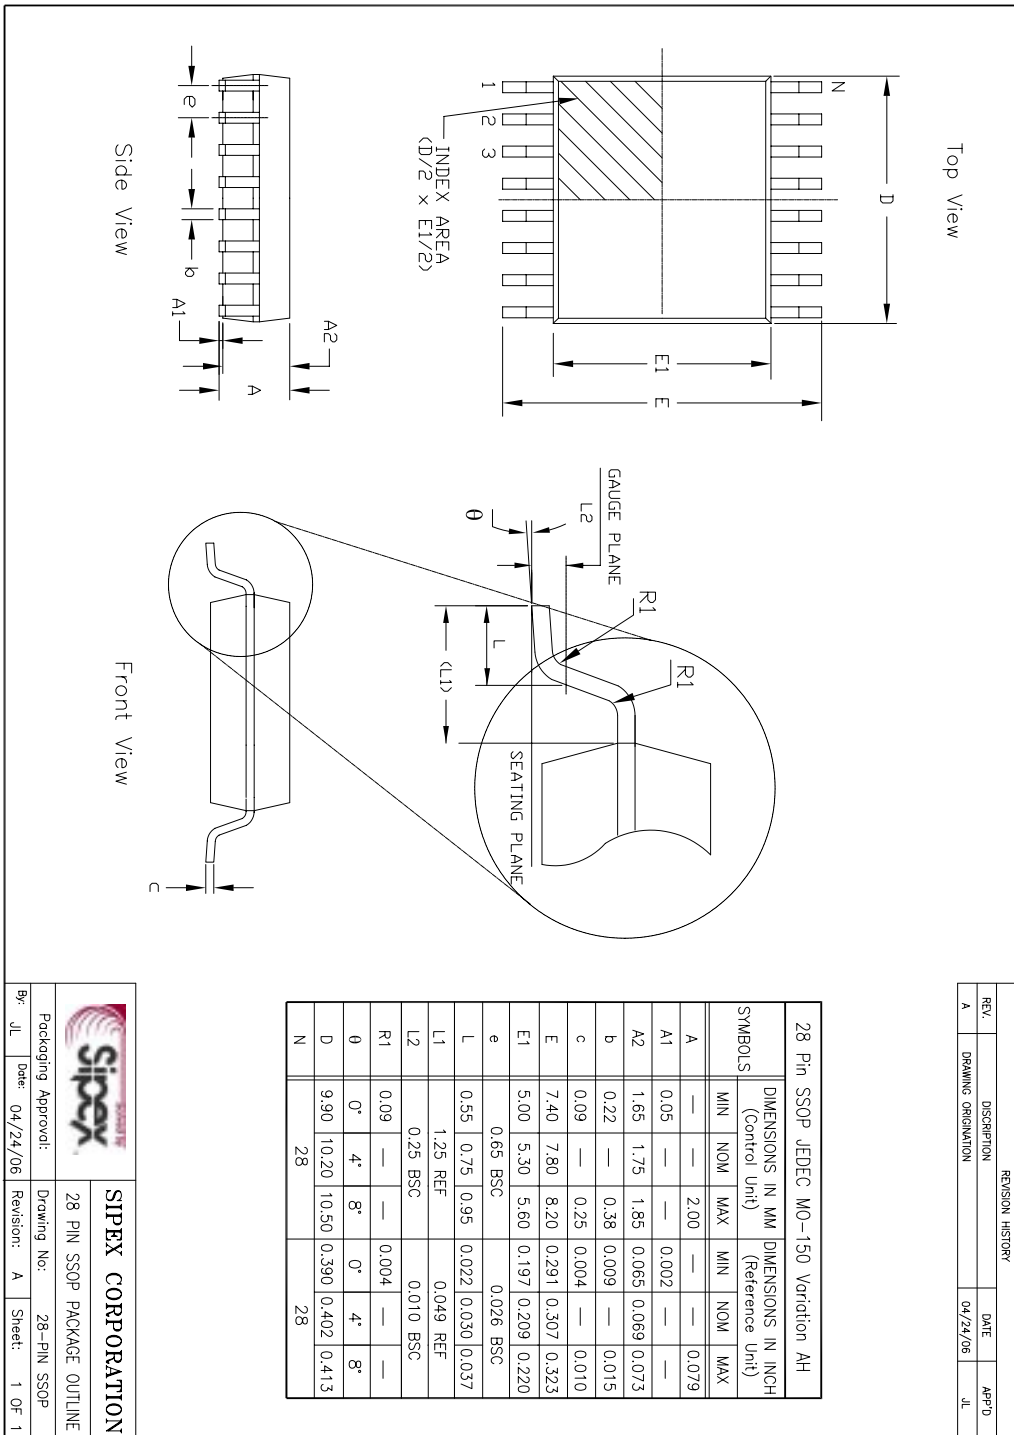 Top View
N
D
1
2
3
INDEX AREA
(D/2 x E1/2)
E1
E
Side View
e
b
A1
A2
A
GAUGE PLANE
L2
θ
R1
R1
L
(L1)
SEATING PLANE
Front View
c
REVISION HISTORY
REV. DISCRIPTION DATE APP'D
A DRAWING ORIGINATION 04/24/06 JL
28 Pin SSOP JEDEC MO-150 Variation AH
SYMBOLS DIMENSIONS IN MM (Control Unit) DIMENSIONS IN INCH (Reference Unit)
MIN NOM MAX MIN NOM MAX
A — — 2.00 — — 0.079
A1 0.05 — — 0.002 — —
A2 1.65 1.75 1.85 0.065 0.069 0.073
b 0.22 — 0.38 0.009 — 0.015
c 0.09 — 0.25 0.004 — 0.010
E 7.40 7.80 8.20 0.291 0.307 0.323
E1 5.00 5.30 5.60 0.197 0.209 0.220
e 0.65 BSC 0.026 BSC
L 0.55 0.75 0.95 0.022 0.030 0.037
L1 1.25 REF 0.049 REF
L2 0.25 BSC 0.010 BSC
R1 0.09 — — 0.004 — —
θ 0° 4° 8° 0° 4° 8°
D 9.90 10.20 10.50 0.390 0.402 0.413
N 28 28
Sipex
SIPEX CORPORATION
28 PIN SSOP PACKAGE OUTLINE
Packaging Approval:
Drawing No: 28-PIN SSOP
By: JL Date: 04/24/06 Revision: A Sheet: 1 OF 1